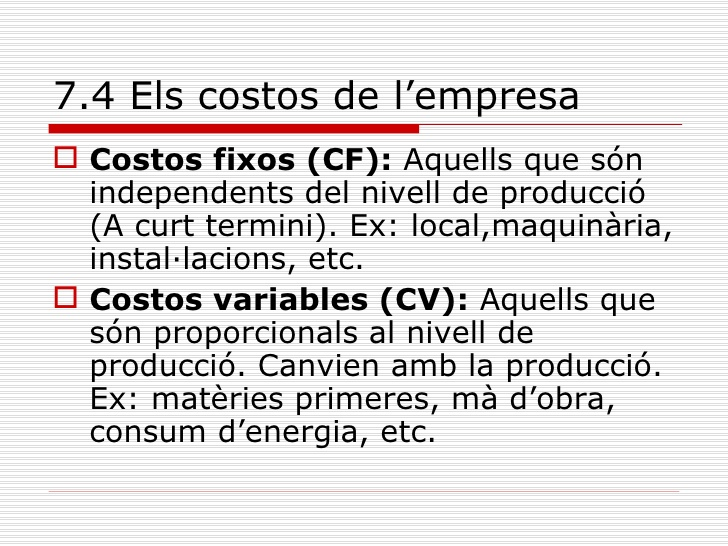 7.4 Els costos de l’empresa
Costos fixos (CF): Aquells que són
independents del nivell de producció
(A curt termini). Ex: local,maquinària,
instal·lacions, etc.
Costos variables (CV): Aquells que
són proporcionals al nivell de
producció. Canvien amb la producció.
Ex: matèries primeres, mà d’obra,
consum d’energia, etc.